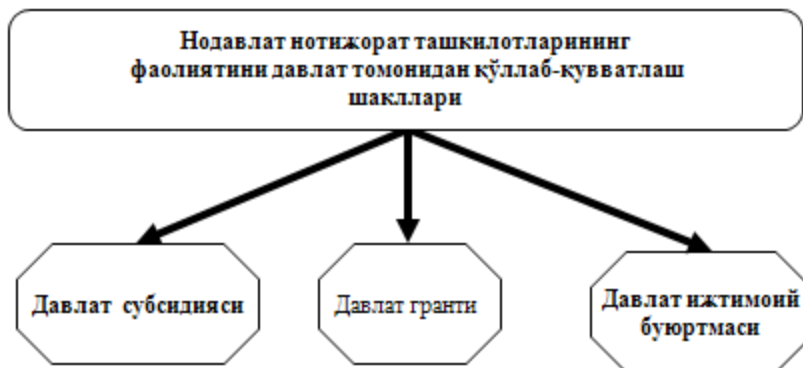 Нодавлат нотижорат ташкилотларининг
фаолиятини давлат томонидан қўллаб-қувватлаш
шакллари
Давлат субсидияси
Давлат гранти
Давлат ижтимоий
буюртмаси